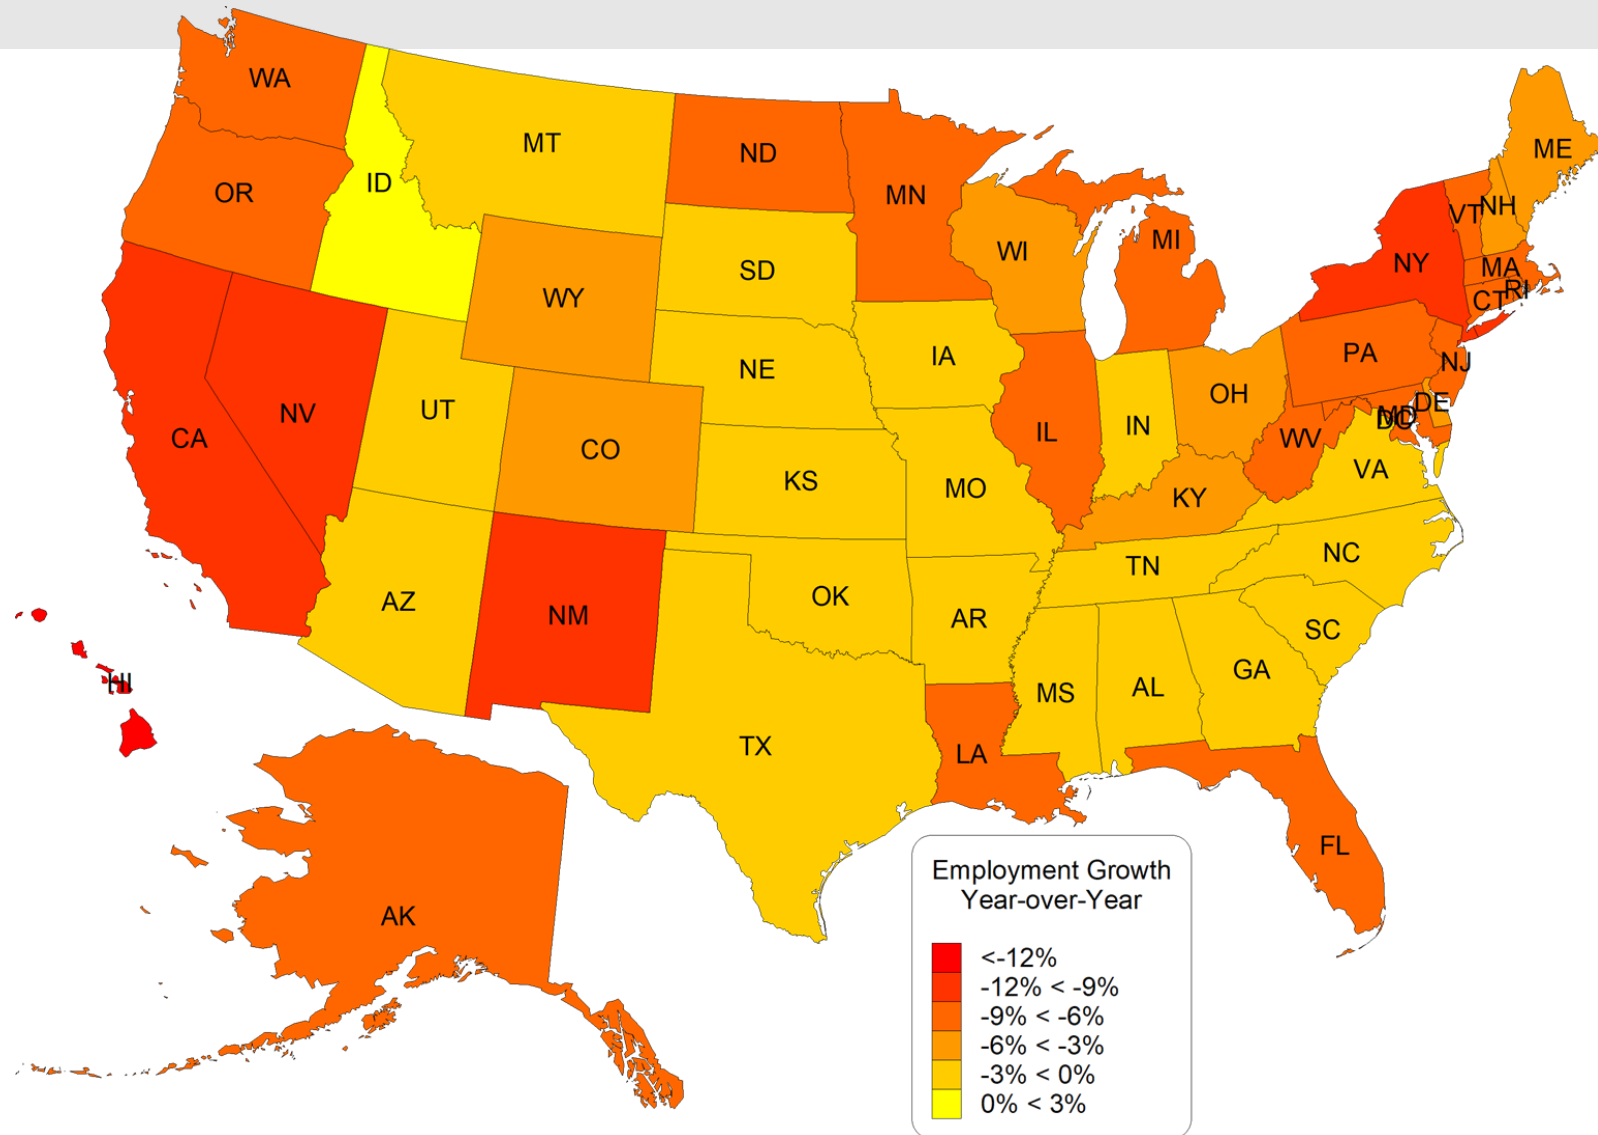 WA
MT
ND
ME
OR
ID
MN
VT
NH
SD
WI
MI
NY
MA
RI
CT
WY
NE
IA
PA
NJ
NV
UT
CO
IL
IN
OH
DE
MD
DC
CA
KS
MO
WV
VA
KY
AZ
NM
OK
AR
TN
NC
SC
HI
TX
LA
MS
AL
GA
FL
AK
Employment Growth
Year-over-Year
<-12%
-12% < -9%
-9% < -6%
-6% < -3%
-3% < 0%
0% < 3%